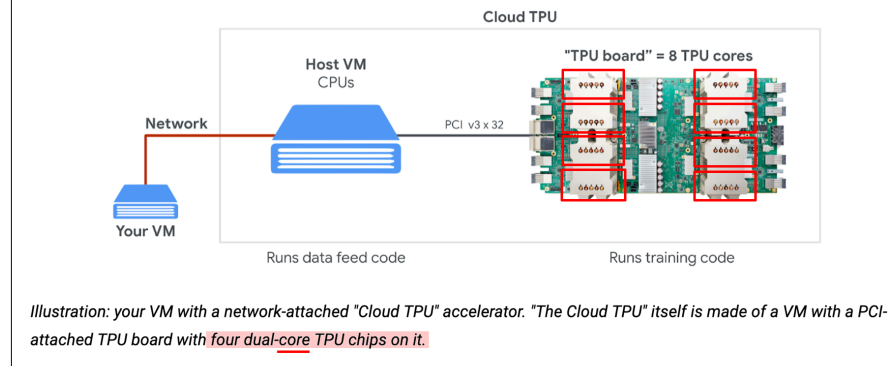 Cloud TPU
Host VM
CPUs
"TPU board” = 8 TPU cores
Network
PCI v3 x 32
Your VM
Runs data feed code
Runs training code
Illustration: your VM with a network-attached "Cloud TPU" accelerator. "The Cloud TPU" itself is made of a VM with a PCI-
attached TPU board with four dual-core TPU chips on it.